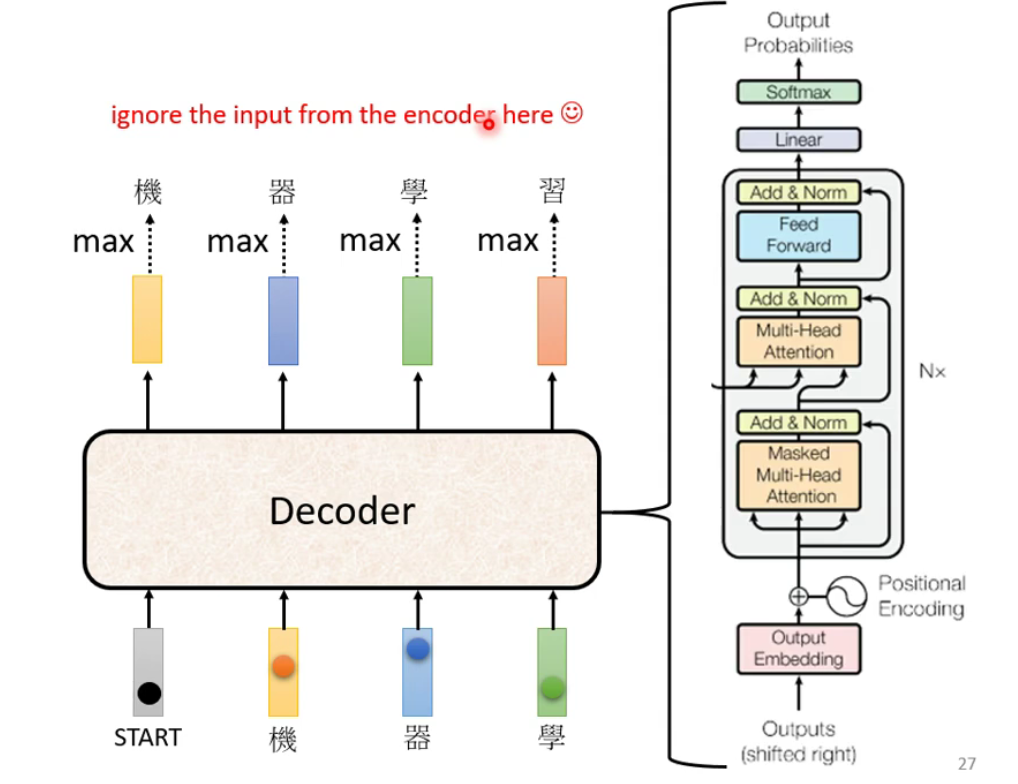 ignore the input from the encoder here ☺
機 器 學 習
max max max max
Decoder
START 機 器 學
Output
Probabilities
Softmax
Linear
Add & Norm
Feed
Forward
Add & Norm
Multi-Head
Attention
N×
Add & Norm
Masked
Multi-Head
Attention
Positional
Encoding
Output
Embedding
Outputs
(shifted right)
27